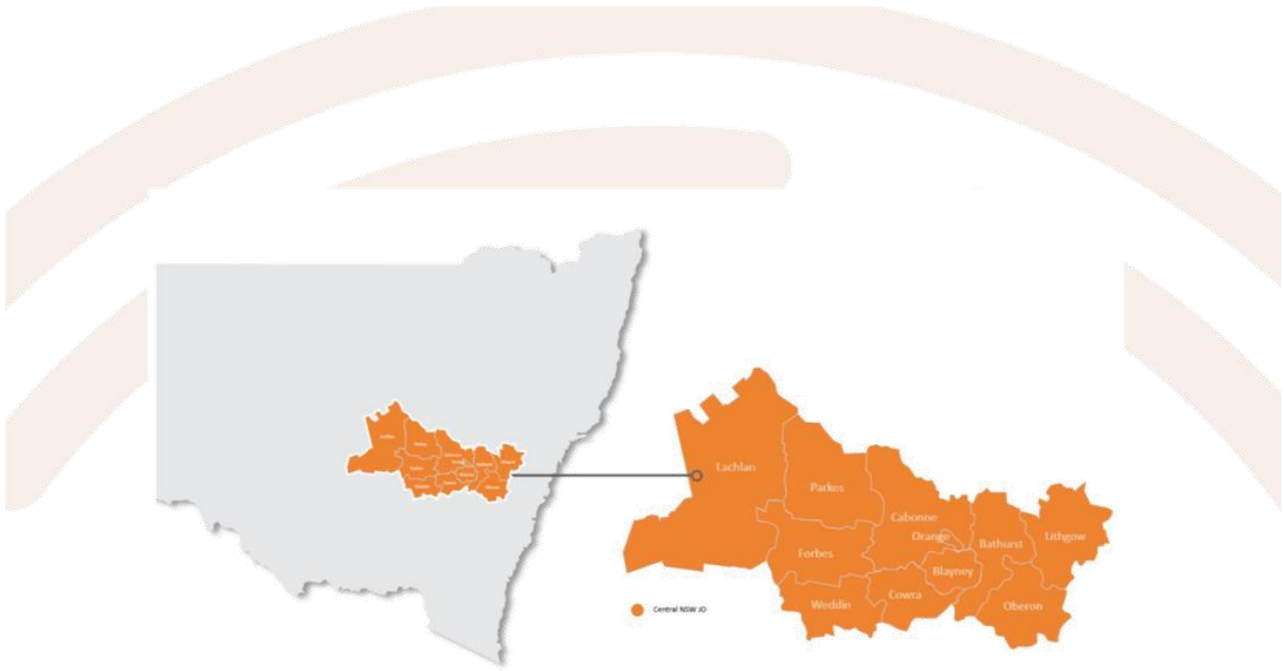 Lachlan
Parkes
Cabonne
Orange
Bathurst
Lithgow
Forbes
Blayney
Weddin
Cowra
Oberon
Central NSW JO